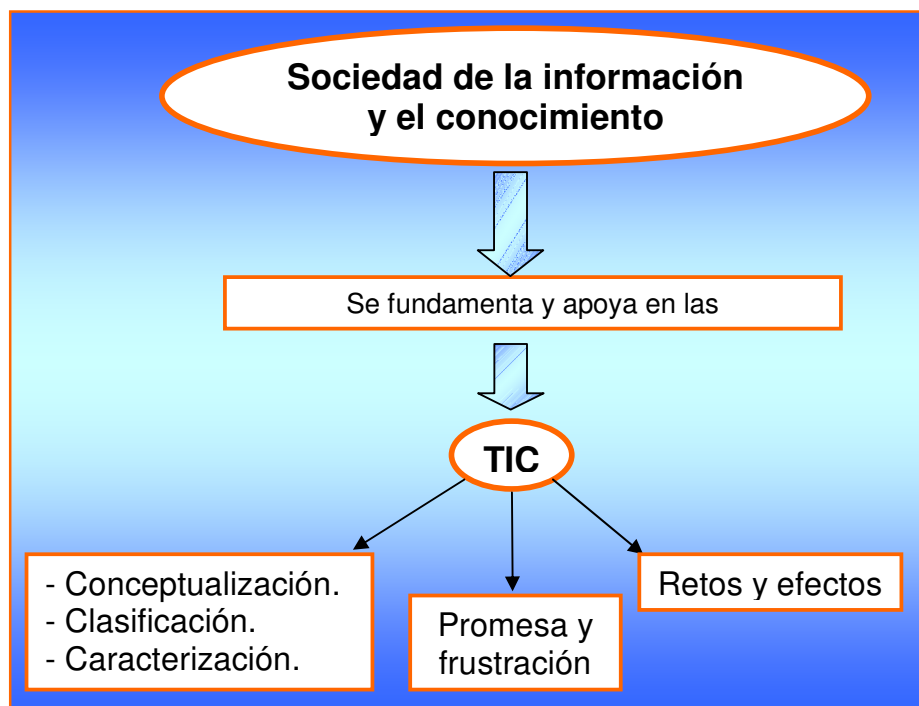 Sociedad de la información
y el conocimiento
Se fundamenta y apoya en las
TIC
- Conceptualización.
- Clasificación.
- Caracterización.
Promesa y
frustración
Retos y efectos